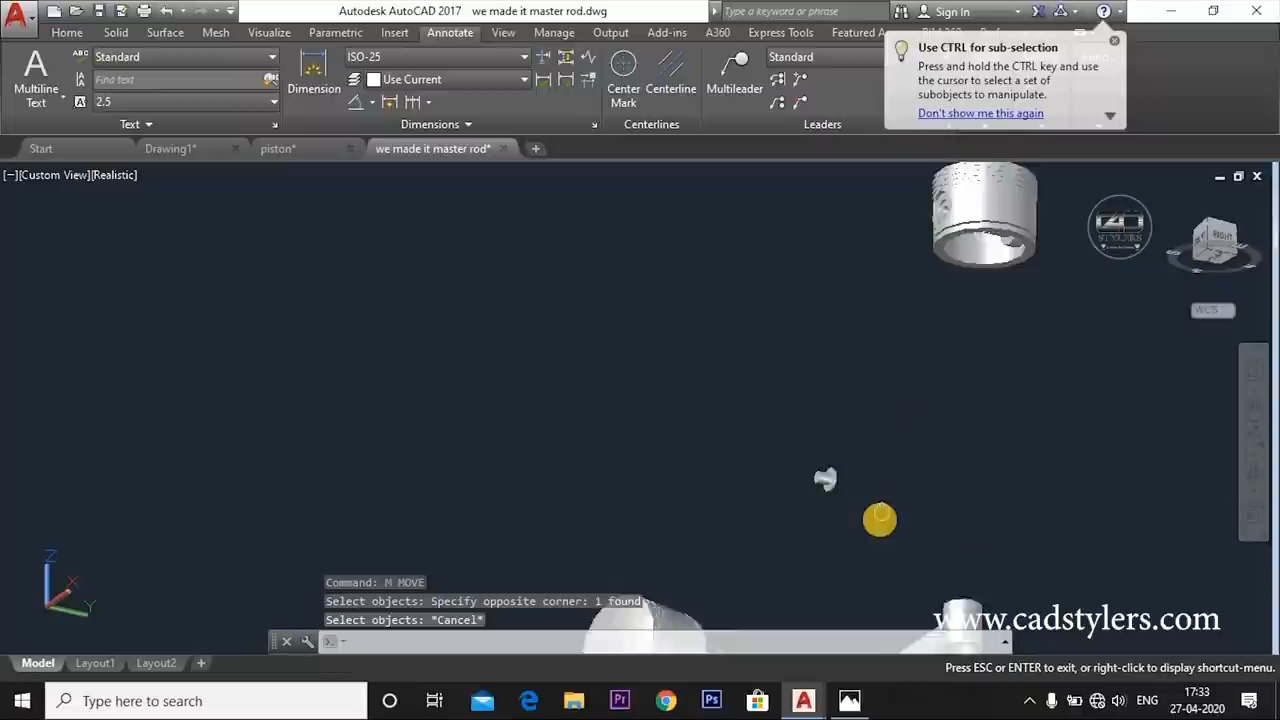 Autodesk AutoCAD 2017 we made it master rod.dwg
Type a keyword or phrase
Sign In
Home Solid Surface Mesh Visualize Parametric Insert Annotate View Manage Output Add-ins A360 Express Tools Featured A
Multiline
Text
Standard
Find text
2.5
Text
Dimension
ISO-25
Use Current
Dimensions
Center
Mark
Centerline
Centerlines
Multileader
Standard
Leaders
Use CTRL for sub-selection
Press and hold the CTRL key and use
the cursor to select a set of
subobjects to manipulate.
Don't show me this again
Start Drawing1* piston* we made it master rod*
[−][Custom View][Realistic]
STYLERS
RIGHT
WCS
Z
X
Y
Command: M MOVE
Select objects: Specify opposite corner: 1 found
Select objects: "Cancel"
www.cadstylers.com
Model Layout1 Layout2
Press ESC or ENTER to exit, or right-click to display shortcut-menu.
Type here to search
Pr
Ps
ENG
17:33
27-04-2020